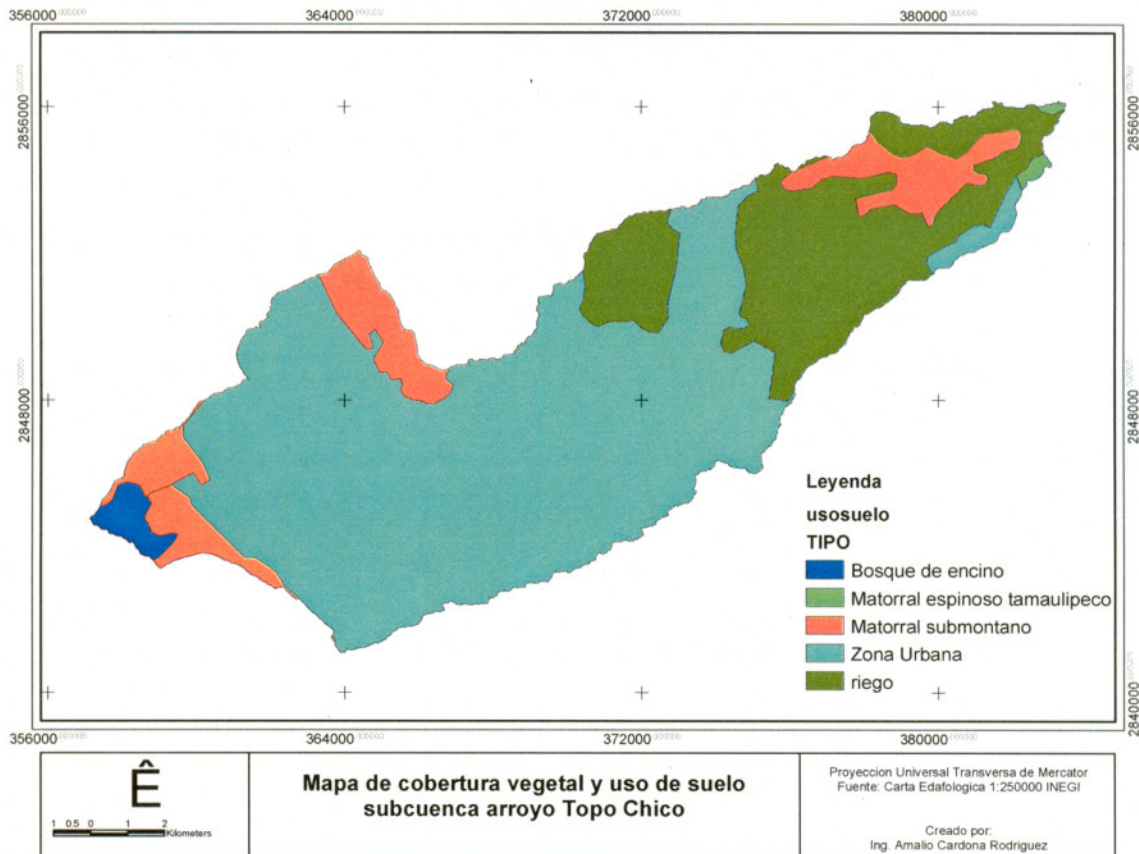 356000 364000 372000 380000
2856000 2856000
2848000 2848000
2840000
356000 364000 372000 380000
Leyenda
usosuelo
TIPO
Bosque de encino
Matorral espinoso tamaulipeco
Matorral submontano
Zona Urbana
riego
Ê
1 0.5 0 1 2
Kilometers
Mapa de cobertura vegetal y uso de suelo
subcuenca arroyo Topo Chico
Proyeccion Universal Transversa de Mercator
Fuente: Carta Edafologica 1:250000 INEGI
Creado por:
Ing. Amalio Cardona Rodriguez